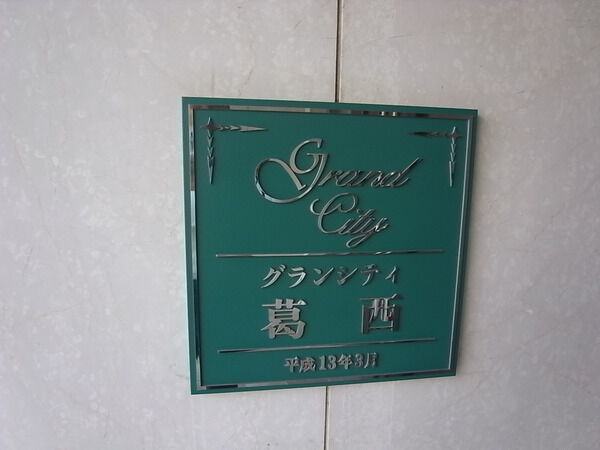 Grand
City
グランシティ
葛西
平成13年3月